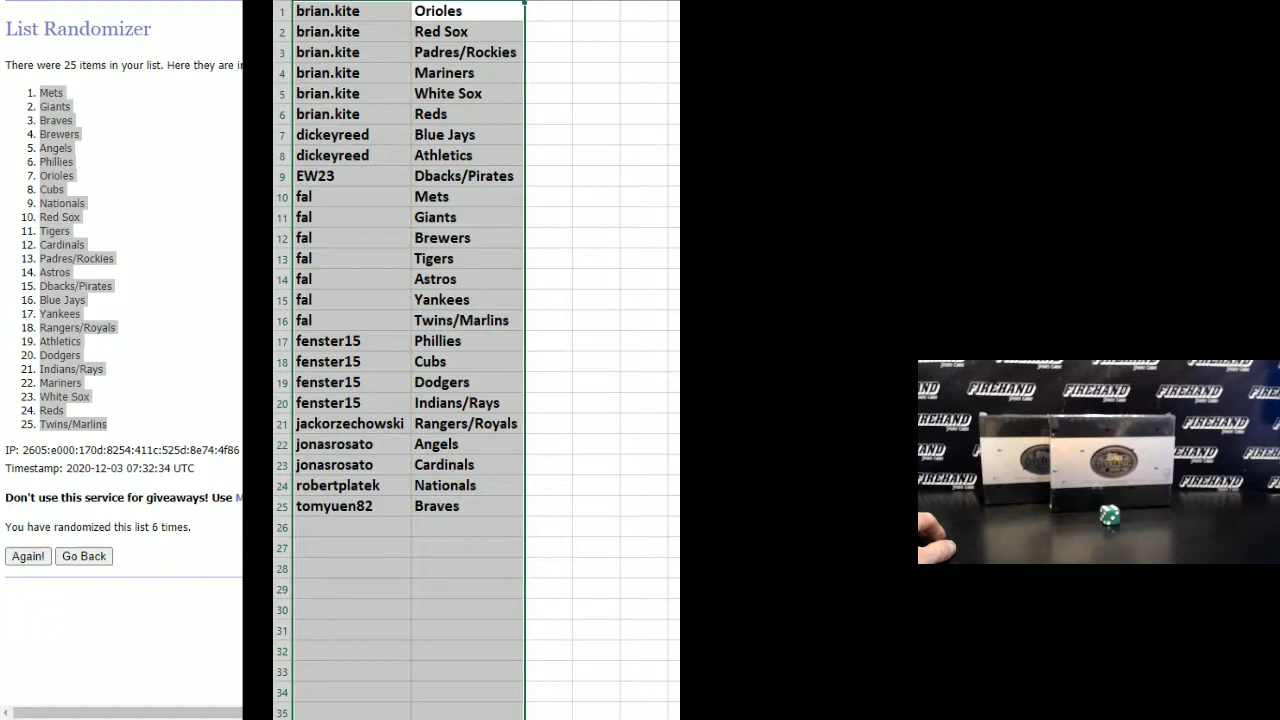 List Randomizer
There were 25 items in your list. Here they are
1. Mets
2. Giants
3. Braves
4. Brewers
5. Angels
6. Phillies
7. Orioles
8. Cubs
9. Nationals
10. Red Sox
11. Tigers
12. Cardinals
13. Padres/Rockies
14. Astros
15. Dbacks/Pirates
16. Blue Jays
17. Yankees
18. Rangers/Royals
19. Athletics
20. Dodgers
21. Indians/Rays
22. Mariners
23. White Sox
24. Reds
25. Twins/Marlins
IP: 2605:e000:170d:8254:411c:525d:8e74:4f86
Timestamp: 2020-12-03 07:32:34 UTC
Don't use this service for giveaways! Use
You have randomized this list 6 times.
Again! Go Back
1 brian.kite Orioles
2 brian.kite Red Sox
3 brian.kite Padres/Rockies
4 brian.kite Mariners
5 brian.kite White Sox
6 brian.kite Reds
7 dickeyreed Blue Jays
8 dickeyreed Athletics
9 EW23 Dbacks/Pirates
10 fal Mets
11 fal Giants
12 fal Brewers
13 fal Tigers
14 fal Astros
15 fal Yankees
16 fal Twins/Marlins
17 fenster15 Phillies
18 fenster15 Cubs
19 fenster15 Dodgers
20 fenster15 Indians/Rays
21 jackorzechowski Rangers/Royals
22 jonasrosato Angels
23 jonasrosato Cardinals
24 robertplatek Nationals
25 tomyuen82 Braves
26
27
28
29
30
31
32
33
34
35
FIREHAND
FIREHAND
FIREHAND
FIREHAND
FIREHAND
FIREHAND
STERLING